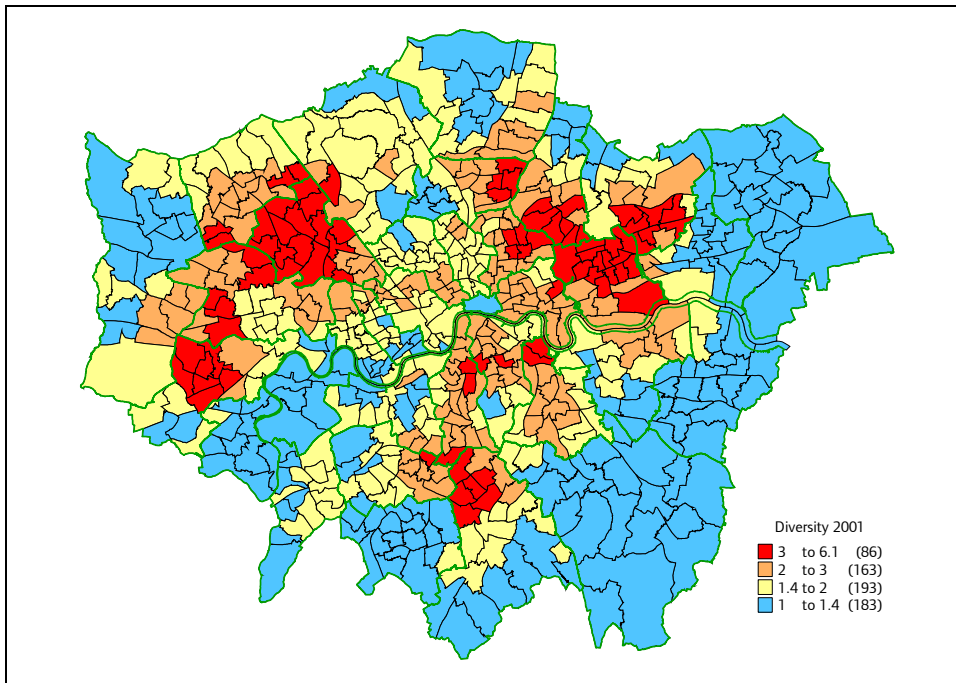 Diversity 2001
3 to 6.1 (86)
2 to 3 (163)
1.4 to 2 (193)
1 to 1.4 (183)